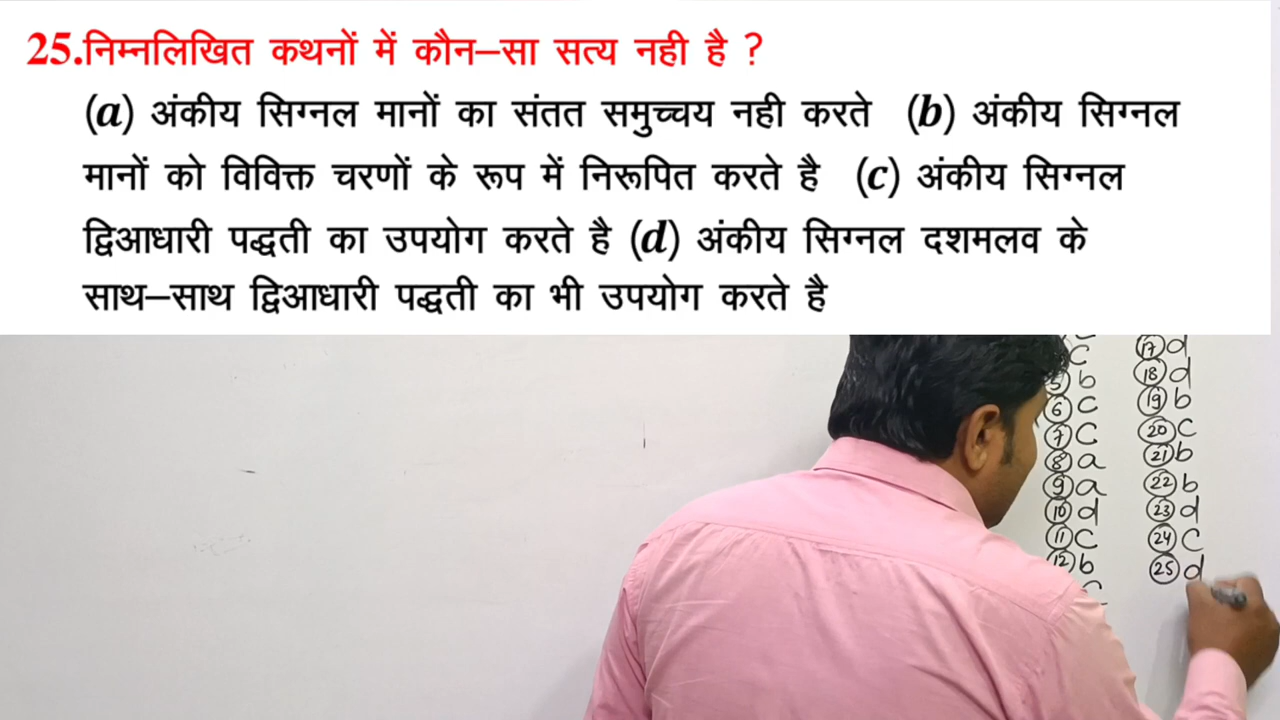 25.निम्नलिखित कथनों में कौन–सा सत्य नही है ?
(a) अंकीय सिग्नल मानों का संतत समुच्चय नही करते (b) अंकीय सिग्नल
मानों को विविक्त चरणों के रूप में निरूपित करते है (c) अंकीय सिग्नल
द्विआधारी पद्धती का उपयोग करते है (d) अंकीय सिग्नल दशमलव के
साथ–साथ द्विआधारी पद्धती का भी उपयोग करते है
c
5 b
6 c
7 c
8 a
9 a
10 d
11 c
12 b
17 d
18 d
19 b
20 c
21 b
22 b
23 d
24 c
25 d